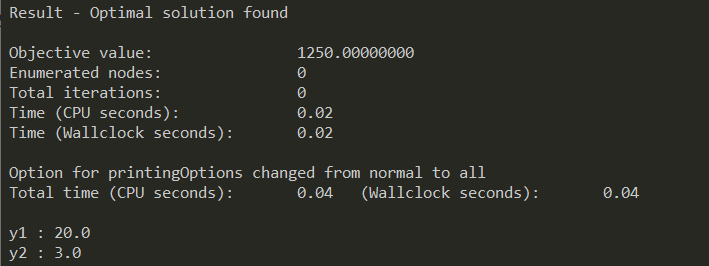 Result - Optimal solution found
Objective value: 1250.00000000
Enumerated nodes: 0
Total iterations: 0
Time (CPU seconds): 0.02
Time (Wallclock seconds): 0.02
Option for printingOptions changed from normal to all
Total time (CPU seconds): 0.04 (Wallclock seconds): 0.04
y1 : 20.0
y2 : 3.0